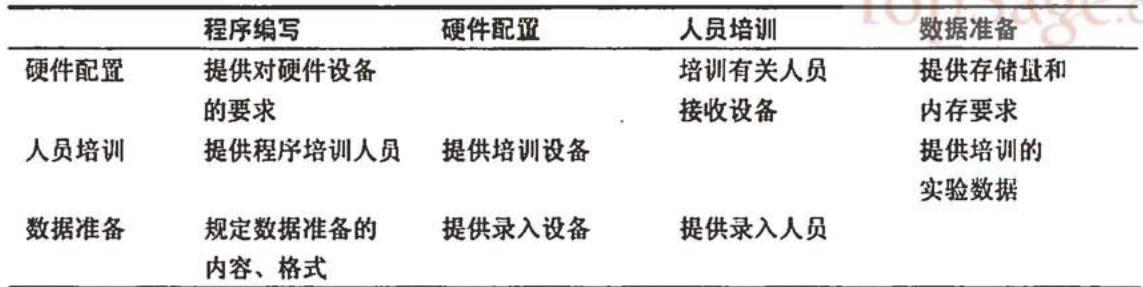 程序编写 硬件配置 人员培训 数据准备
硬件配置 提供对硬件设备 培训有关人员 提供存储量和
的要求 接收设备 内存要求
人员培训 提供程序培训人员 提供培训设备 提供培训的
实验数据
数据准备 规定数据准备的 提供录入设备 提供录入人员
内容、格式